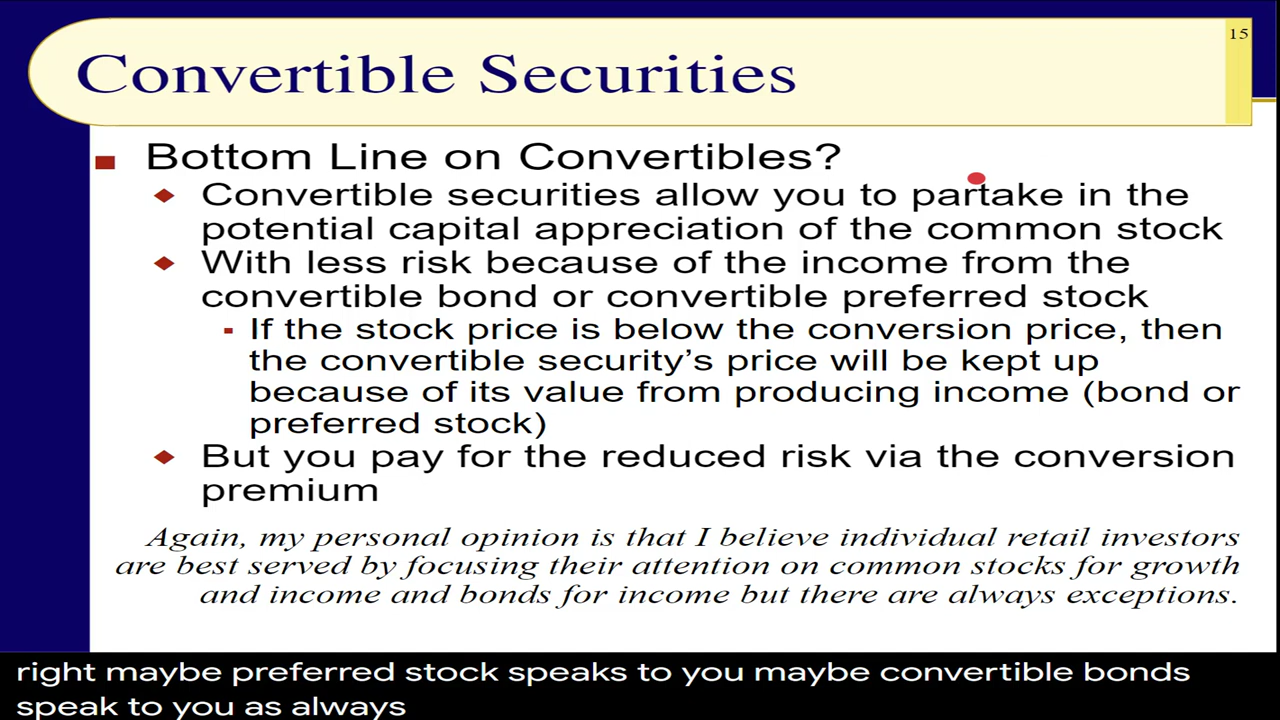 15
Convertible Securities
Bottom Line on Convertibles?
Convertible securities allow you to partake in the
potential capital appreciation of the common stock
With less risk because of the income from the
convertible bond or convertible preferred stock
If the stock price is below the conversion price, then
the convertible security's price will be kept up
because of its value from producing income (bond or
preferred stock)
But you pay for the reduced risk via the conversion
premium
Again, my personal opinion is that I believe individual retail investors
are best served by focusing their attention on common stocks for growth
and income and bonds for income but there are always exceptions.
right maybe preferred stock speaks to you maybe convertible bonds
speak to you as always